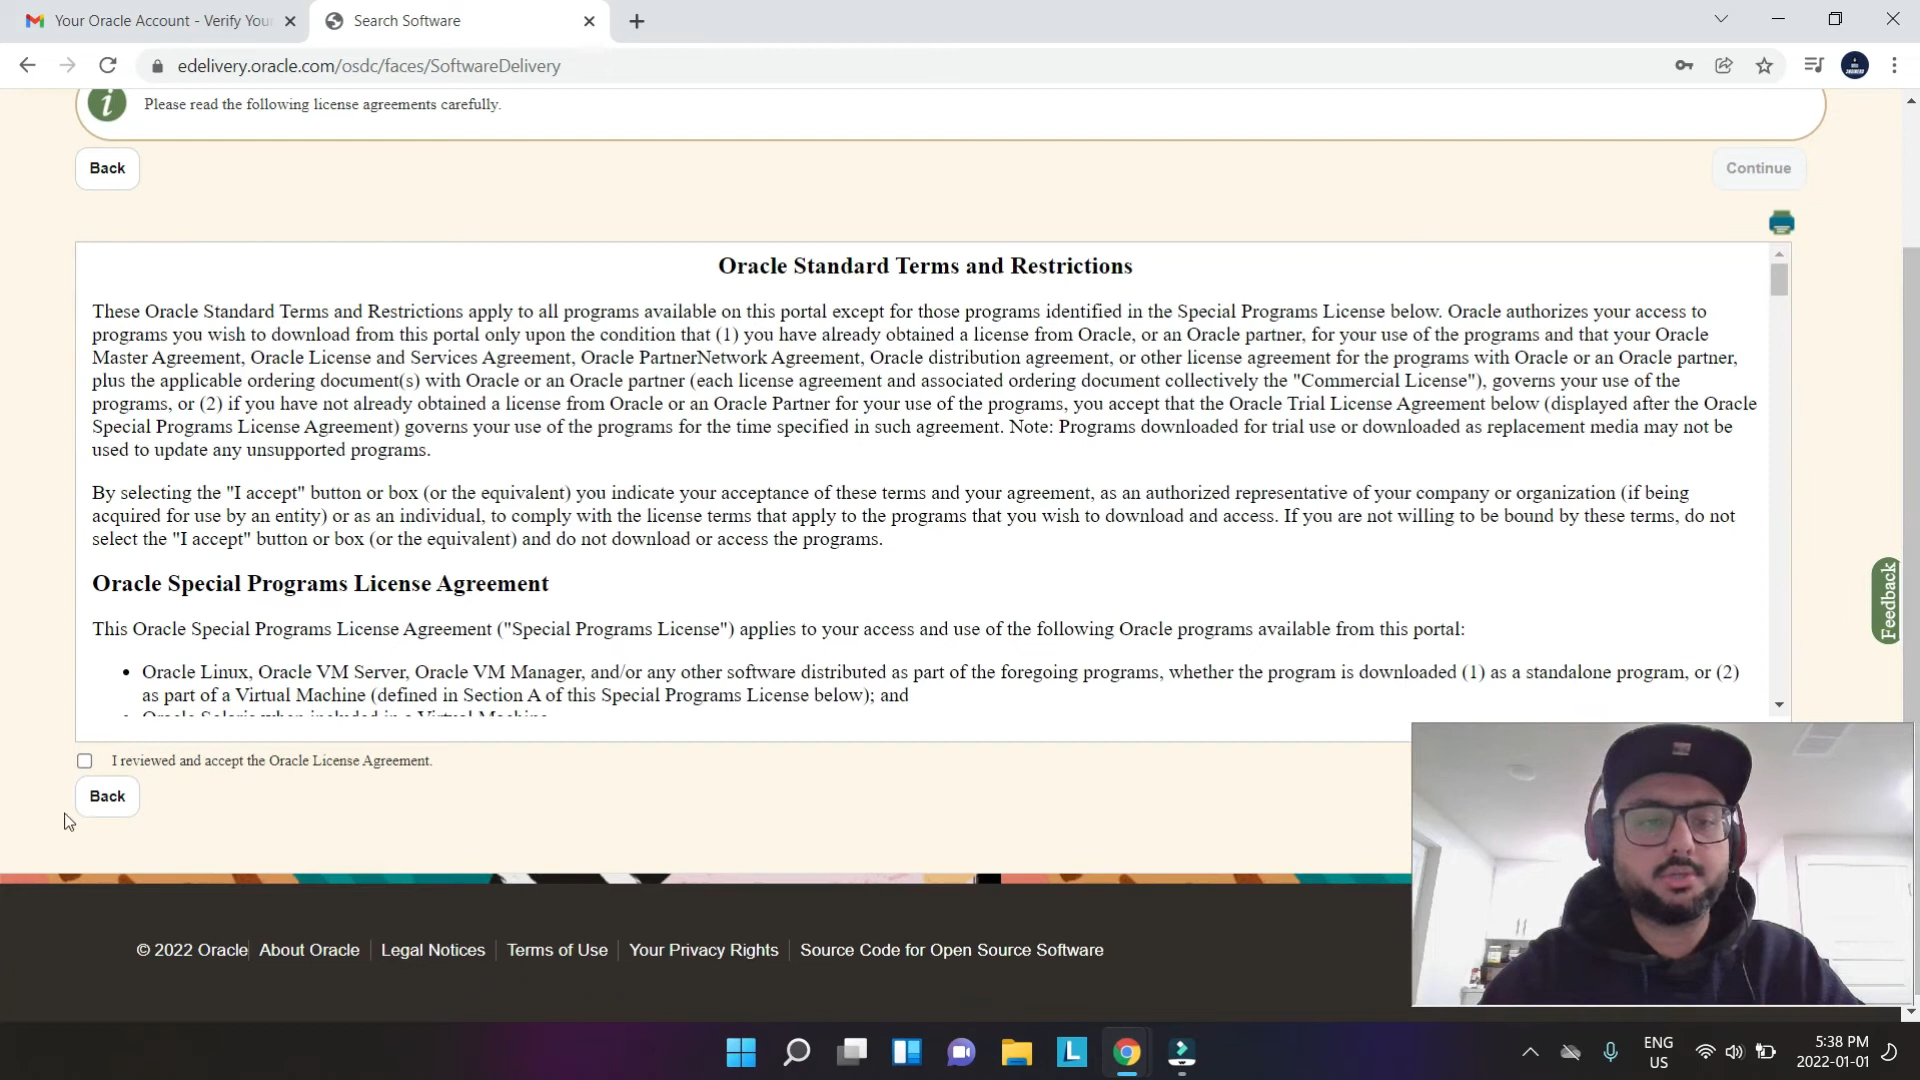 Your Oracle Account - Verify You
Search Software
edelivery.oracle.com/osdc/faces/SoftwareDelivery
Please read the following license agreements carefully.
Back
Continue
Oracle Standard Terms and Restrictions
These Oracle Standard Terms and Restrictions apply to all programs available on this portal except for those programs identified in the Special Programs License below. Oracle authorizes your access to
programs you wish to download from this portal only upon the condition that (1) you have already obtained a license from Oracle, or an Oracle partner, for your use of the programs and that your Oracle
Master Agreement, Oracle License and Services Agreement, Oracle PartnerNetwork Agreement, Oracle distribution agreement, or other license agreement for the programs with Oracle or an Oracle partner,
plus the applicable ordering document(s) with Oracle or an Oracle partner (each license agreement and associated ordering document collectively the "Commercial License"), governs your use of the
programs, or (2) if you have not already obtained a license from Oracle or an Oracle Partner for your use of the programs, you accept that the Oracle Trial License Agreement below (displayed after the Oracle
Special Programs License Agreement) governs your use of the programs for the time specified in such agreement. Note: Programs downloaded for trial use or downloaded as replacement media may not be
used to update any unsupported programs.
By selecting the "I accept" button or box (or the equivalent) you indicate your acceptance of these terms and your agreement, as an authorized representative of your company or organization (if being
acquired for use by an entity) or as an individual, to comply with the license terms that apply to the programs that you wish to download and access. If you are not willing to be bound by these terms, do not
select the "I accept" button or box (or the equivalent) and do not download or access the programs.
Oracle Special Programs License Agreement
This Oracle Special Programs License Agreement ("Special Programs License") applies to your access and use of the following Oracle programs available from this portal:
• Oracle Linux, Oracle VM Server, Oracle VM Manager, and/or any other software distributed as part of the foregoing programs, whether the program is downloaded (1) as a standalone program, or (2)
as part of a Virtual Machine (defined in Section A of this Special Programs License below); and
• Oracle Solaris when included in a Virtual Machine
Feedback
I reviewed and accept the Oracle License Agreement.
Back
© 2022 Oracle
About Oracle
Legal Notices
Terms of Use
Your Privacy Rights
Source Code for Open Source Software
L
ENG
US
5:38 PM
2022-01-01